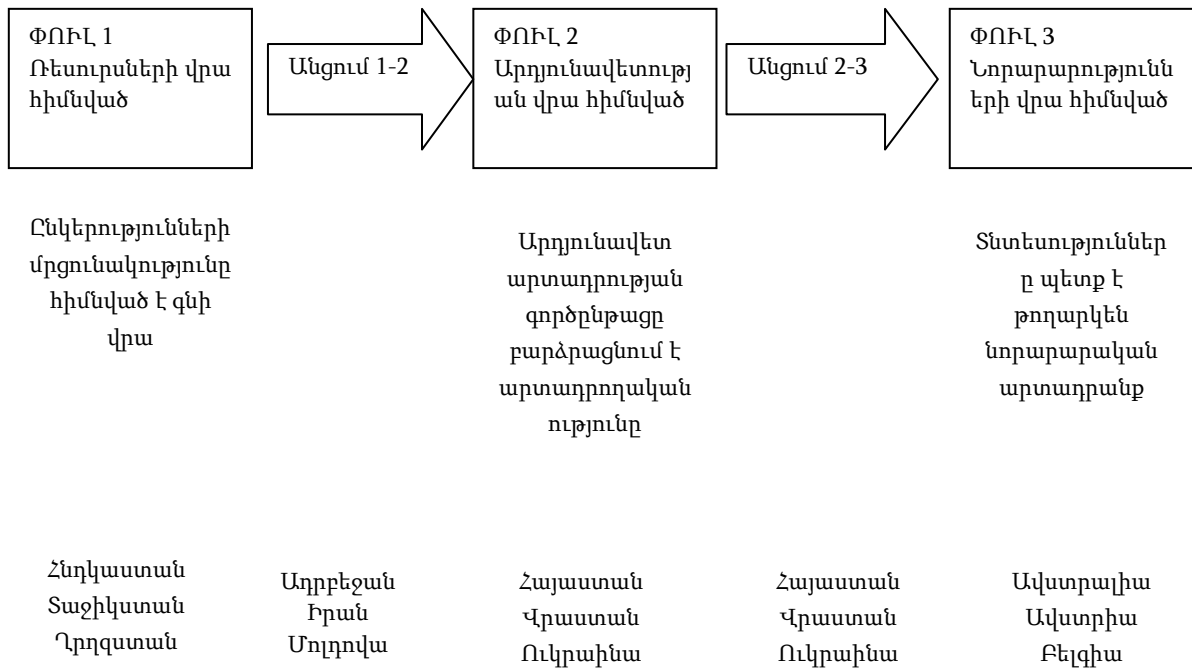 ՓՈՒԼ 1
Ռեսուրսների վրա
հիմնված
Անցում 1-2
ՓՈՒԼ 2
Արդյունավետությ
ան վրա հիմնված
Անցում 2-3
ՓՈՒԼ 3
Նորարարությունն
երի վրա հիմնված
Ընկերությունների
մրցունակությունը
հիմնված է գնի
վրա
Արդյունավետ
արտադրության
գործընթացը
բարձրացնում է
արտադրողական
ությունը
Տնտեսություններ
ը պետք է
թողարկեն
նորարարական
արտադրանք
Հնդկաստան
Տաջիկստան
Ղրղզստան
Ադրբեջան
Իրան
Մոլդովա
Հայաստան
Վրաստան
Ուկրաինա
Հայաստան
Վրաստան
Ուկրաինա
Ավստրալիա
Ավստրիա
Բելգիա